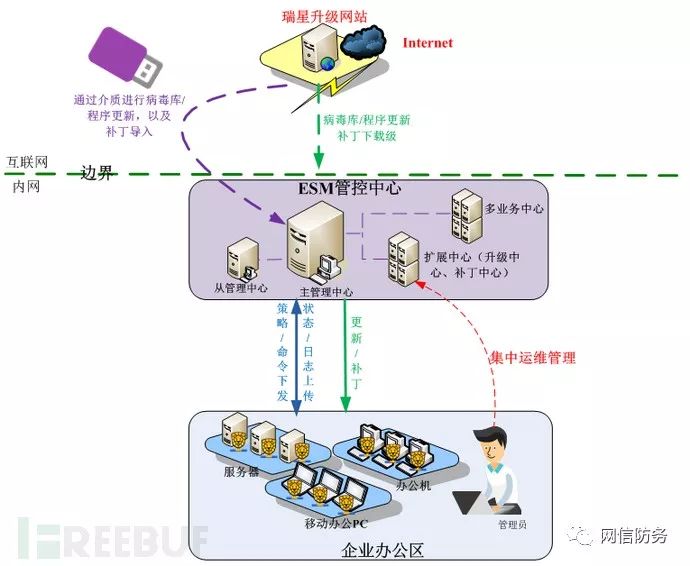 瑞星升级网站
Internet
通过介质进行病毒库/
程序更新，以及
补丁导入
病毒库/程序更新
补丁下载级
互联网
边界
内网
ESM管控中心
多业务中心
扩展中心（升级中
心、补丁中心）
从管理中心
主管理中心
策略/命令下发
状态/日志上传
更新/补丁
集中运维管理
服务器
办公机
移动办公PC
管理员
企业办公区
FREEBUF
网信防务